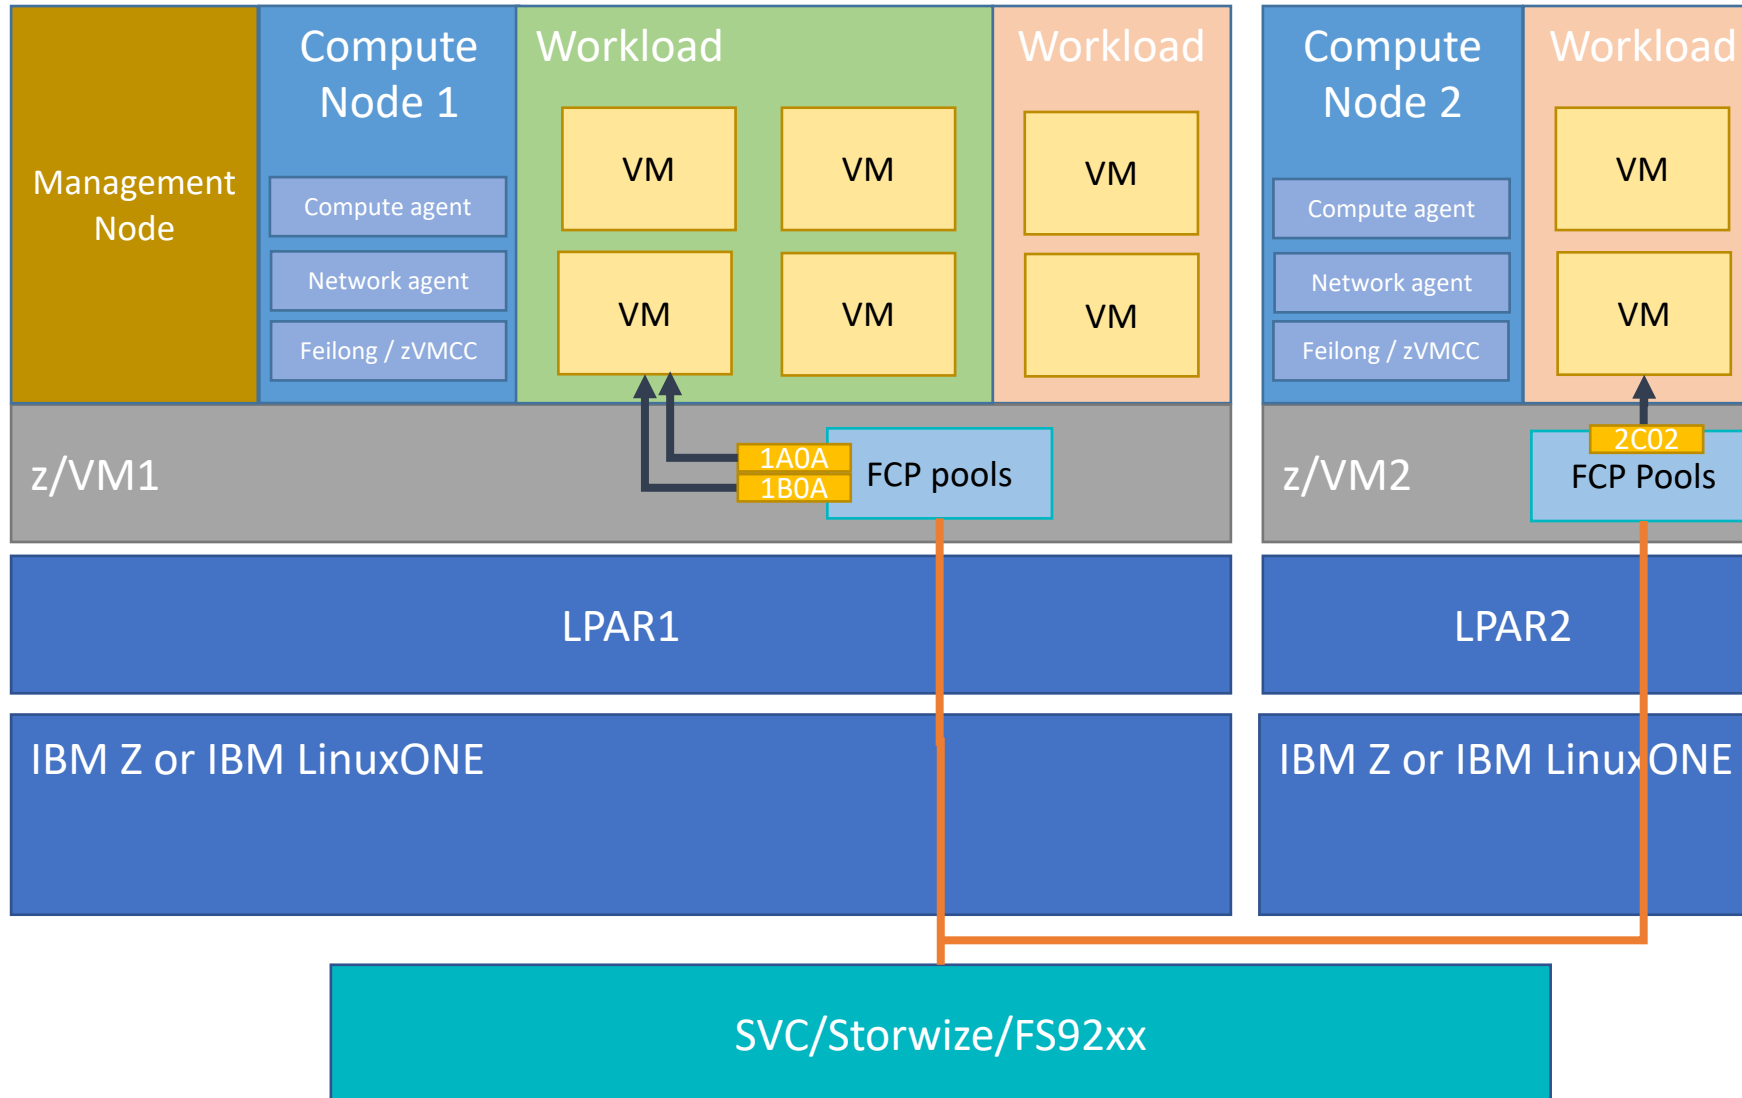 Management
Node
Compute
Node 1
Compute agent
Network agent
Feilong / zVMCC
Workload
VM
VM
VM
VM
Workload
VM
VM
Compute
Node 2
Compute agent
Network agent
Feilong / zVMCC
Workload
VM
VM
z/VM1
1A0A
1B0A
FCP pools
z/VM2
2C02
FCP Pools
LPAR1
LPAR2
IBM Z or IBM LinuxONE
IBM Z or IBM LinuxONE
SVC/Storwize/FS92xx